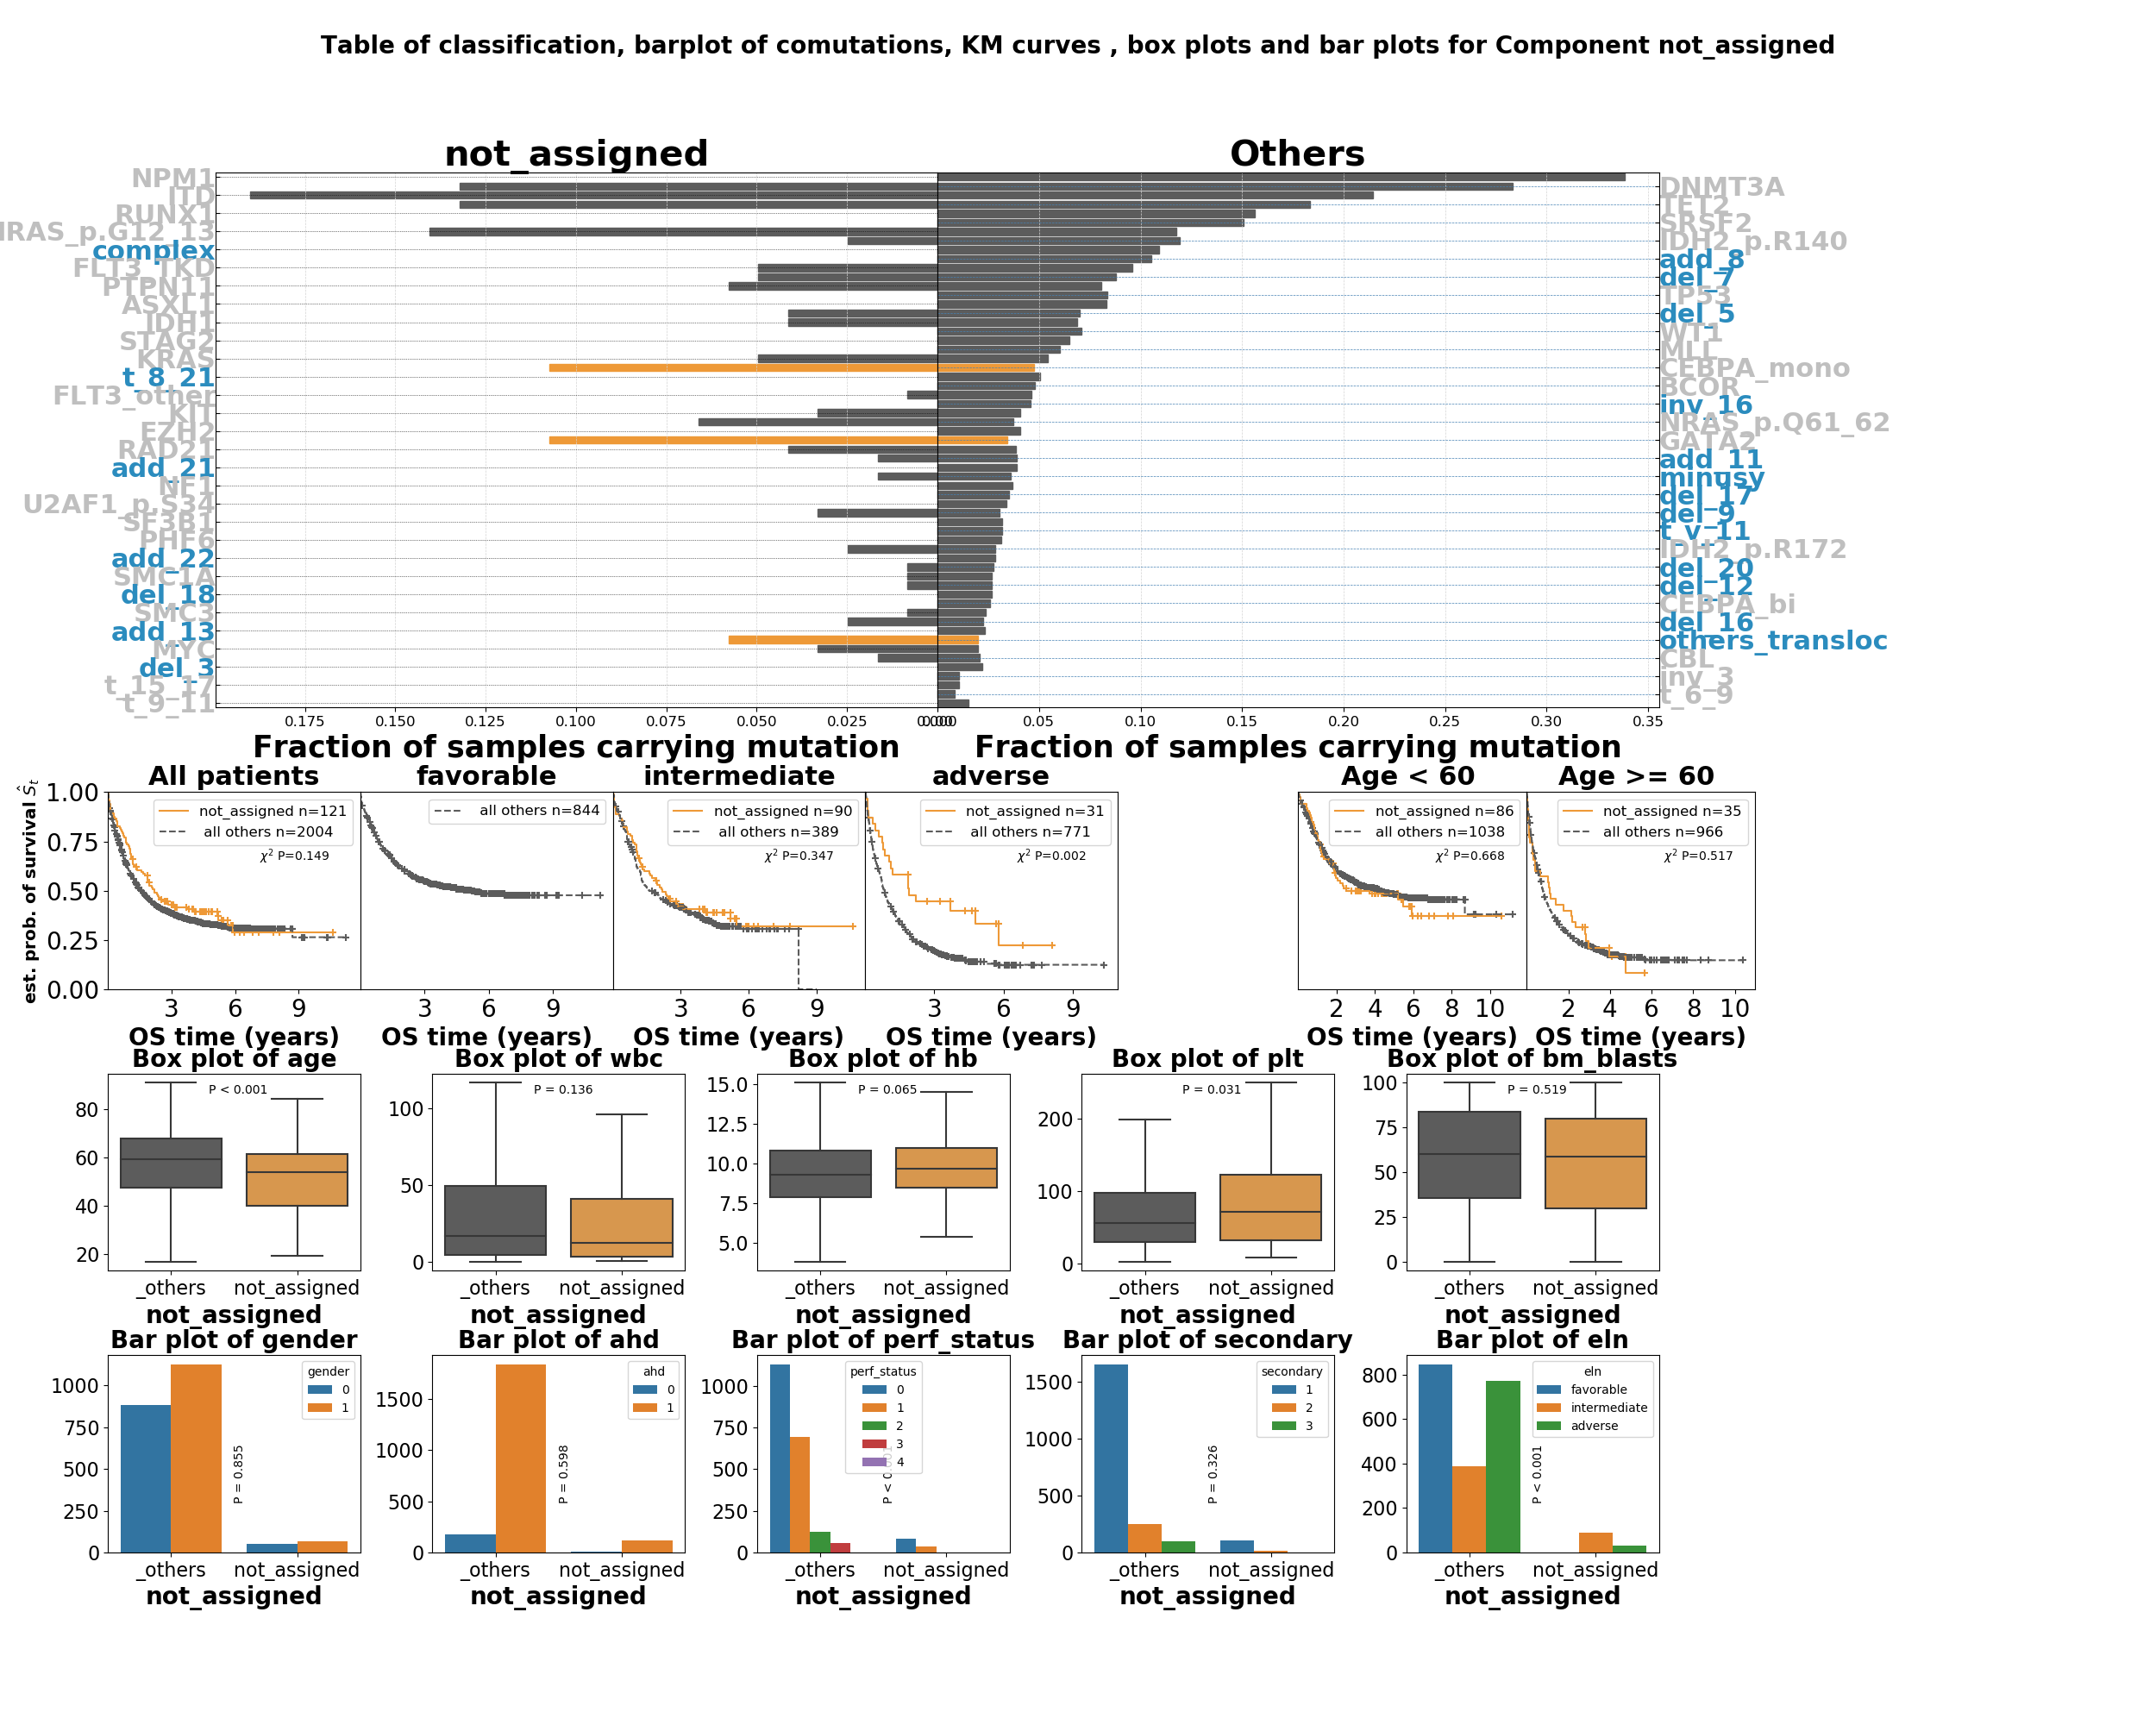 Table of classification, barplot of comutations, KM curves , box plots and bar plots for Component not_assigned
not_assigned
Others
NPM1
ITD
RUNX1
NRAS_p.G12_13
complex
FLT3_TKD
PTPN11
ASXL1
IDH1
STAG2
KRAS
t_8_21
FLT3_other
KIT
EZH2
RAD21
add_21
NF1
U2AF1_p.S34
SF3B1
PHF6
add_22
SMC1A
del_18
SMC3
add_13
MYC
del_3
t_15_17
t_9_11
DNMT3A
TET2
SRSF2
IDH2_p.R140
add_8
del_7
TP53
del_5
WT1
MLL
CEBPA_mono
BCOR
inv_16
NRAS_p.Q61_62
GATA2
add_11
minusy
del_17
del_9
t_v_11
IDH2_p.R172
del_20
del_12
CEBPA_bi
del_16
others_transloc
CBL
inv_3
t_6_9
0.175 0.150 0.125 0.100 0.075 0.050 0.025 0.000
0.00 0.05 0.10 0.15 0.20 0.25 0.30 0.35
Fraction of samples carrying mutation
Fraction of samples carrying mutation
est. prob. of survival Ŝt
1.00
0.75
0.50
0.25
0.00
All patients
not_assigned n=121
all others n=2004
χ² P=0.149
3 6 9
OS time (years)
favorable
all others n=844
3 6 9
OS time (years)
intermediate
not_assigned n=90
all others n=389
χ² P=0.347
3 6 9
OS time (years)
adverse
not_assigned n=31
all others n=771
χ² P=0.002
3 6 9
OS time (years)
Age < 60
not_assigned n=86
all others n=1038
χ² P=0.668
2 4 6 8 10
OS time (years)
Age >= 60
not_assigned n=35
all others n=966
χ² P=0.517
2 4 6 8 10
OS time (years)
Box plot of age
P < 0.001
80
60
40
20
_others not_assigned
not_assigned
Box plot of wbc
P = 0.136
100
50
0
_others not_assigned
not_assigned
Box plot of hb
P = 0.065
15.0
12.5
10.0
7.5
5.0
_others not_assigned
not_assigned
Box plot of plt
P = 0.031
200
100
0
_others not_assigned
not_assigned
Box plot of bm_blasts
P = 0.519
100
75
50
25
0
_others not_assigned
not_assigned
Bar plot of gender
gender
0
1
P = 0.855
1000
750
500
250
0
_others not_assigned
not_assigned
Bar plot of ahd
ahd
0
1
P = 0.598
1500
1000
500
0
_others not_assigned
not_assigned
Bar plot of perf_status
perf_status
0
1
2
3
4
P < 0.001
1000
750
500
250
0
_others not_assigned
not_assigned
Bar plot of secondary
secondary
1
2
3
P = 0.326
1500
1000
500
0
_others not_assigned
not_assigned
Bar plot of eln
eln
favorable
intermediate
adverse
P < 0.001
800
600
400
200
0
_others not_assigned
not_assigned